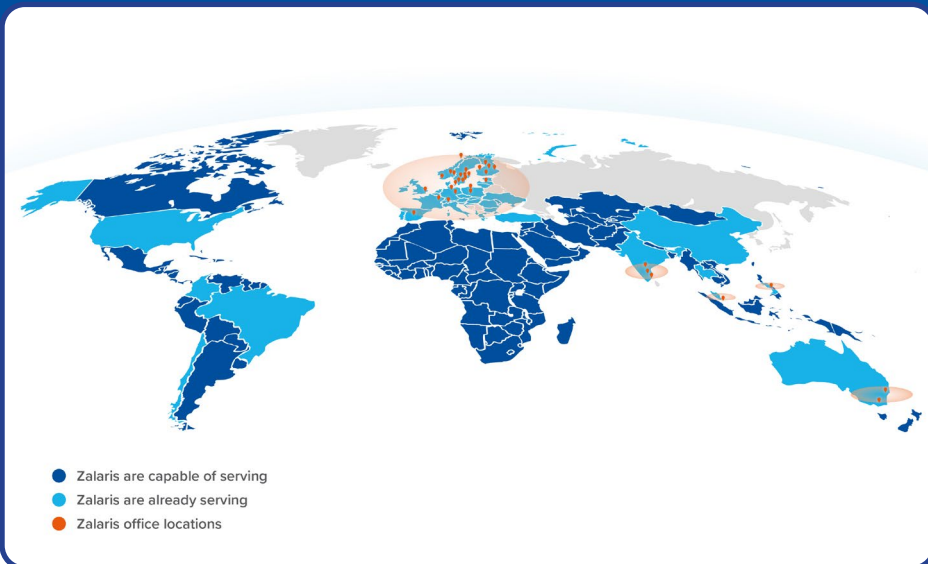 Zalaris are capable of serving
Zalaris are already serving
Zalaris office locations